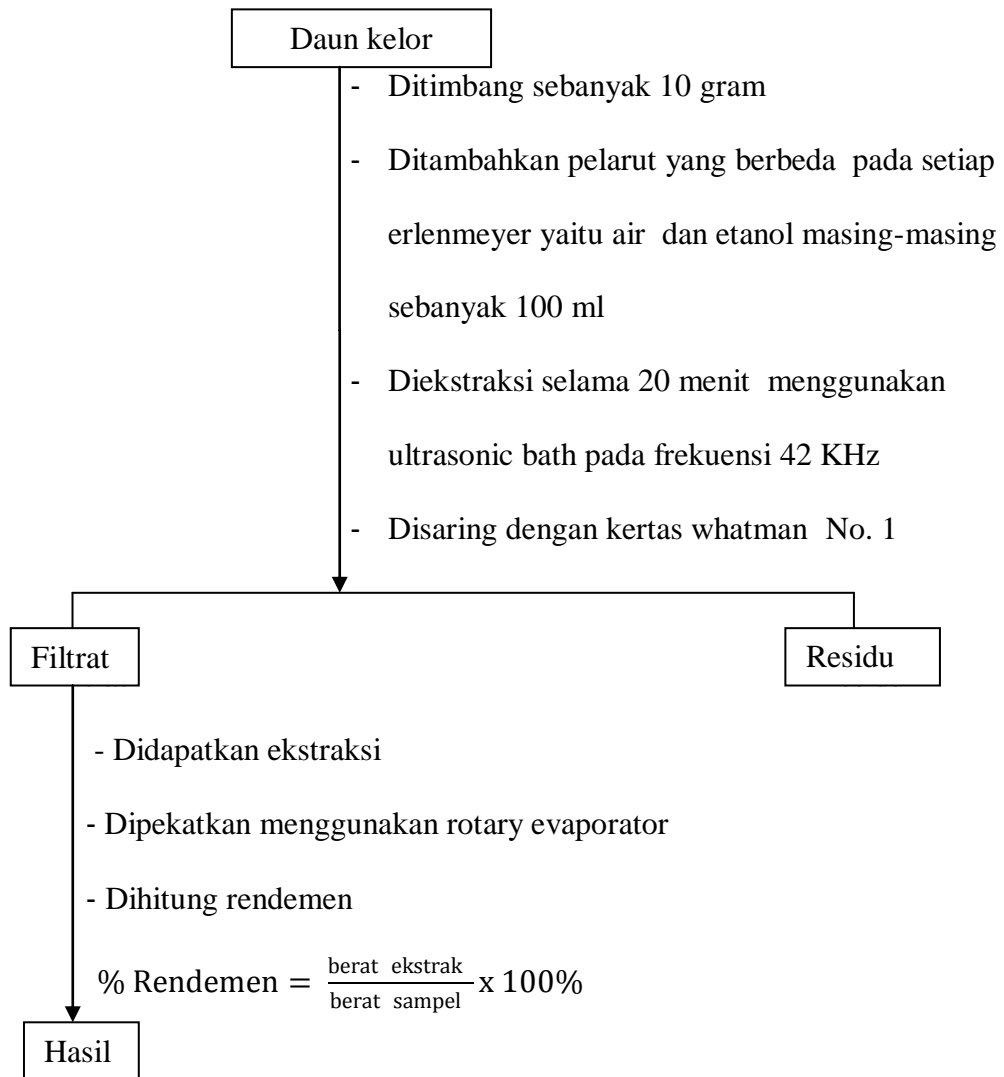 Daun kelor
- Ditimbang sebanyak 10 gram
- Ditambahkan pelarut yang berbeda pada setiap
erlenmeyer yaitu air dan etanol masing-masing
sebanyak 100 ml
- Diekstraksi selama 20 menit menggunakan
ultrasonic bath pada frekuensi 42 KHz
- Disaring dengan kertas whatman No. 1
Filtrat
Residu
- Didapatkan ekstraksi
- Dipekatkan menggunakan rotary evaporator
- Dihitung rendemen
% Rendemen = berat ekstrak / berat sampel x 100%
Hasil